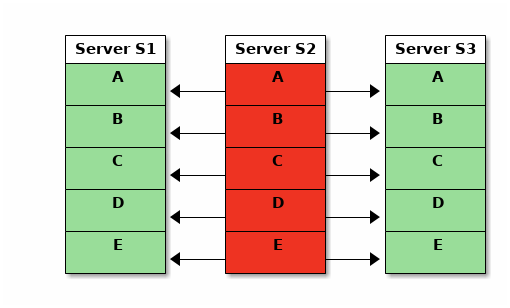 Server S1 Server S2 Server S3
A A A
B B B
C C C
D D D
E E E